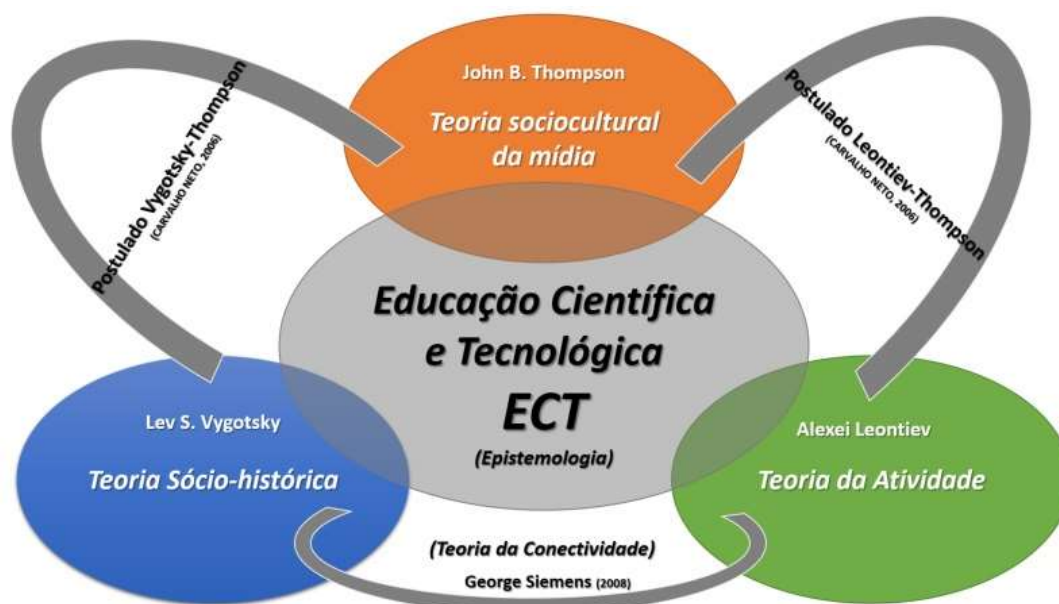 John B. Thompson
Teoria sociocultural
da mídia
Postulado Vygotsky-Thompson
(CARVALHO NETO, 2006)
Postulado Leontiev-Thompson
(CARVALHO NETO, 2006)
Educação Científica
e Tecnológica
ECT
(Epistemologia)
Lev S. Vygotsky
Teoria Sócio-histórica
Alexei Leontiev
Teoria da Atividade
(Teoria da Conectividade)
George Siemens (2008)